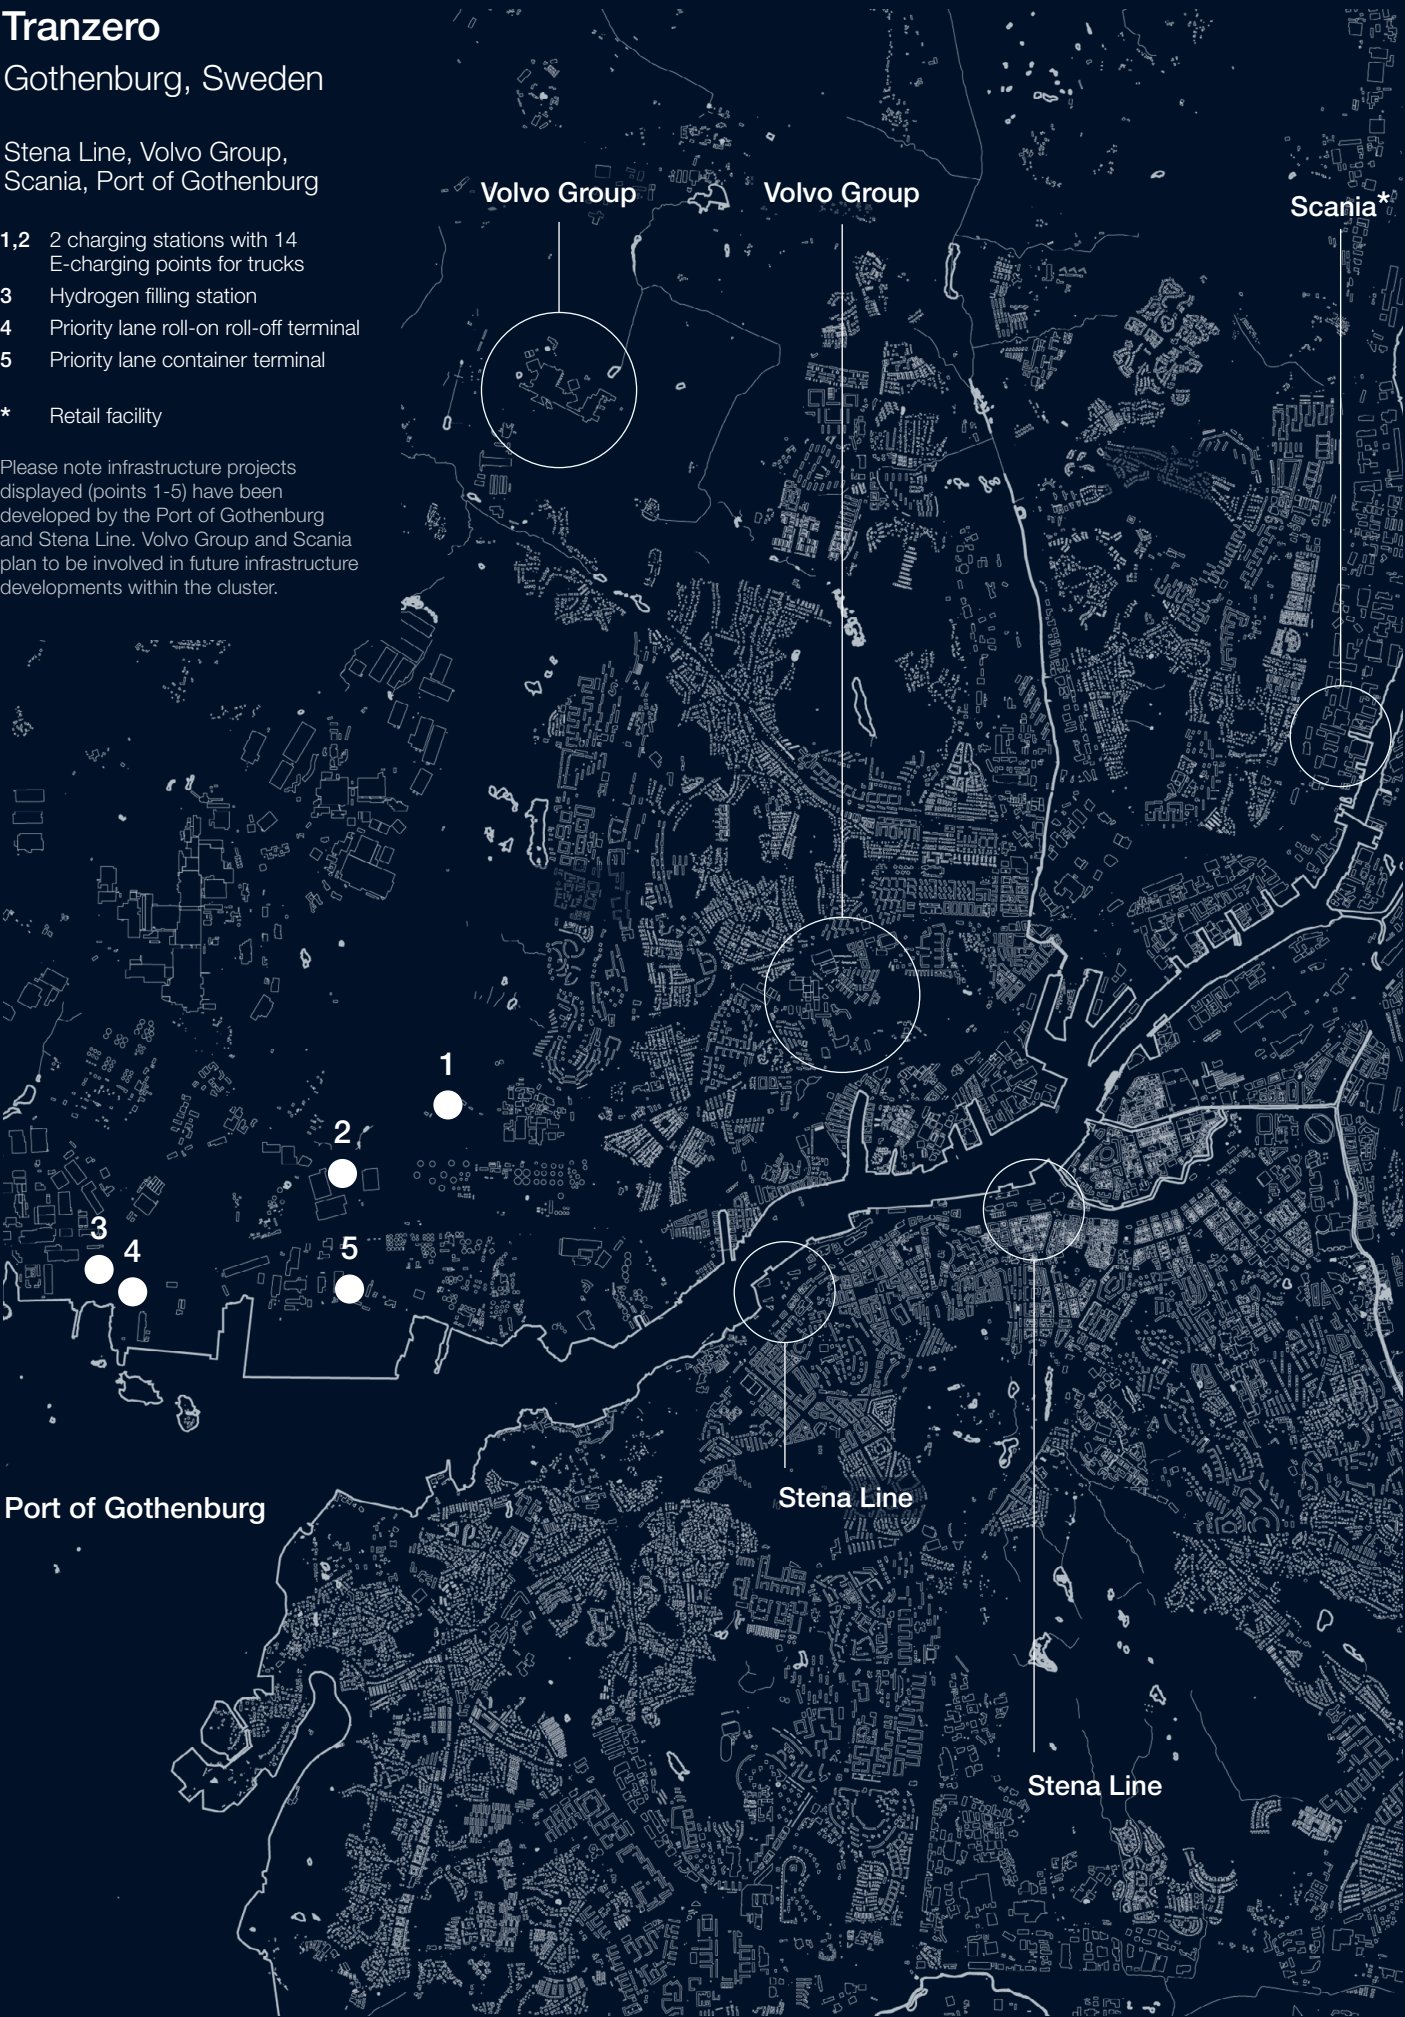 Tranzero
Gothenburg, Sweden
Stena Line, Volvo Group,
Scania, Port of Gothenburg
1,2 2 charging stations with 14
E-charging points for trucks
3 Hydrogen filling station
4 Priority lane roll-on roll-off terminal
5 Priority lane container terminal
* Retail facility
Please note infrastructure projects
displayed (points 1-5) have been
developed by the Port of Gothenburg
and Stena Line. Volvo Group and Scania
plan to be involved in future infrastructure
developments within the cluster.
Volvo Group
Volvo Group
Scania*
1
2
3
4
5
Port of Gothenburg
Stena Line
Stena Line